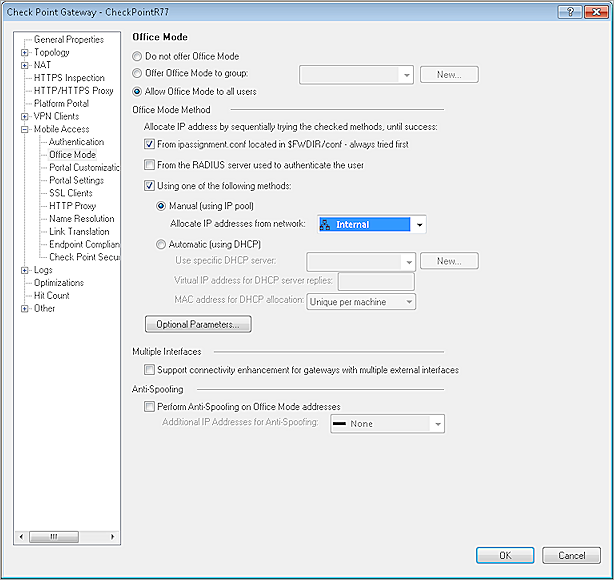 Check Point Gateway - CheckPointR77
General Properties
Topology
NAT
HTTPS Inspection
HTTP/HTTPS Proxy
Platform Portal
VPN Clients
Mobile Access
Authentication
Office Mode
Portal Customizatic
Portal Settings
SSL Clients
HTTP Proxy
Name Resolution
Link Translation
Endpoint Complian
Check Point Secur
Logs
Optimizations
Hit Count
Other
Office Mode
Do not offer Office Mode
Offer Office Mode to group:
New...
Allow Office Mode to all users
Office Mode Method
Allocate IP address by sequentially trying the checked methods, until success:
From ipassignment.conf located in $FWDIR/conf - always tried first
From the RADIUS server used to authenticate the user
Using one of the following methods:
Manual (using IP pool)
Allocate IP addresses from network: Internal
Automatic (using DHCP)
Use specific DHCP server: New...
Virtual IP address for DHCP server replies:
MAC address for DHCP allocation: Unique per machine
Optional Parameters...
Multiple Interfaces
Support connectivity enhancement for gateways with multiple external interfaces
Anti-Spoofing
Perform Anti-Spoofing on Office Mode addresses
Additional IP Addresses for Anti-Spoofing: None
OK Cancel